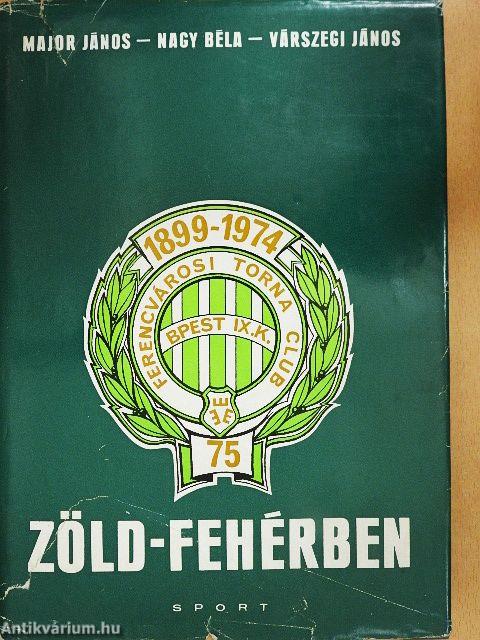 MAJOR JÁNOS – NAGY BÉLA – VÁRSZEGI JÁNOS
1899-1974
FERENCVÁROSI TORNA CLUB
BPEST IX.K.
EEE
75
ZÖLD-FEHÉRBEN
SPORT
Antikvárium.hu